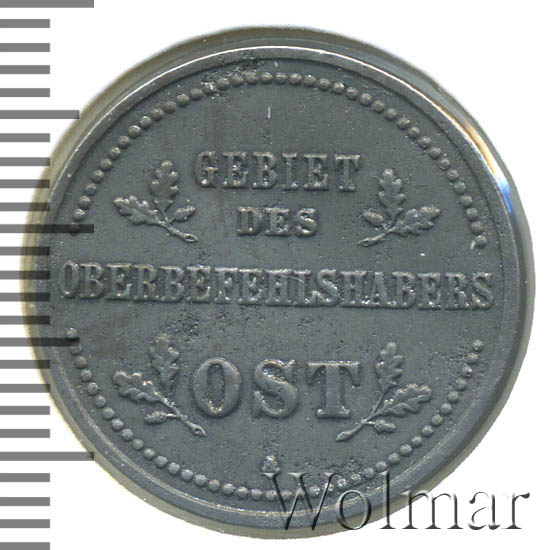 GEBIET
DES
OBERBEFEHLSHABERS
OST
Wolmar